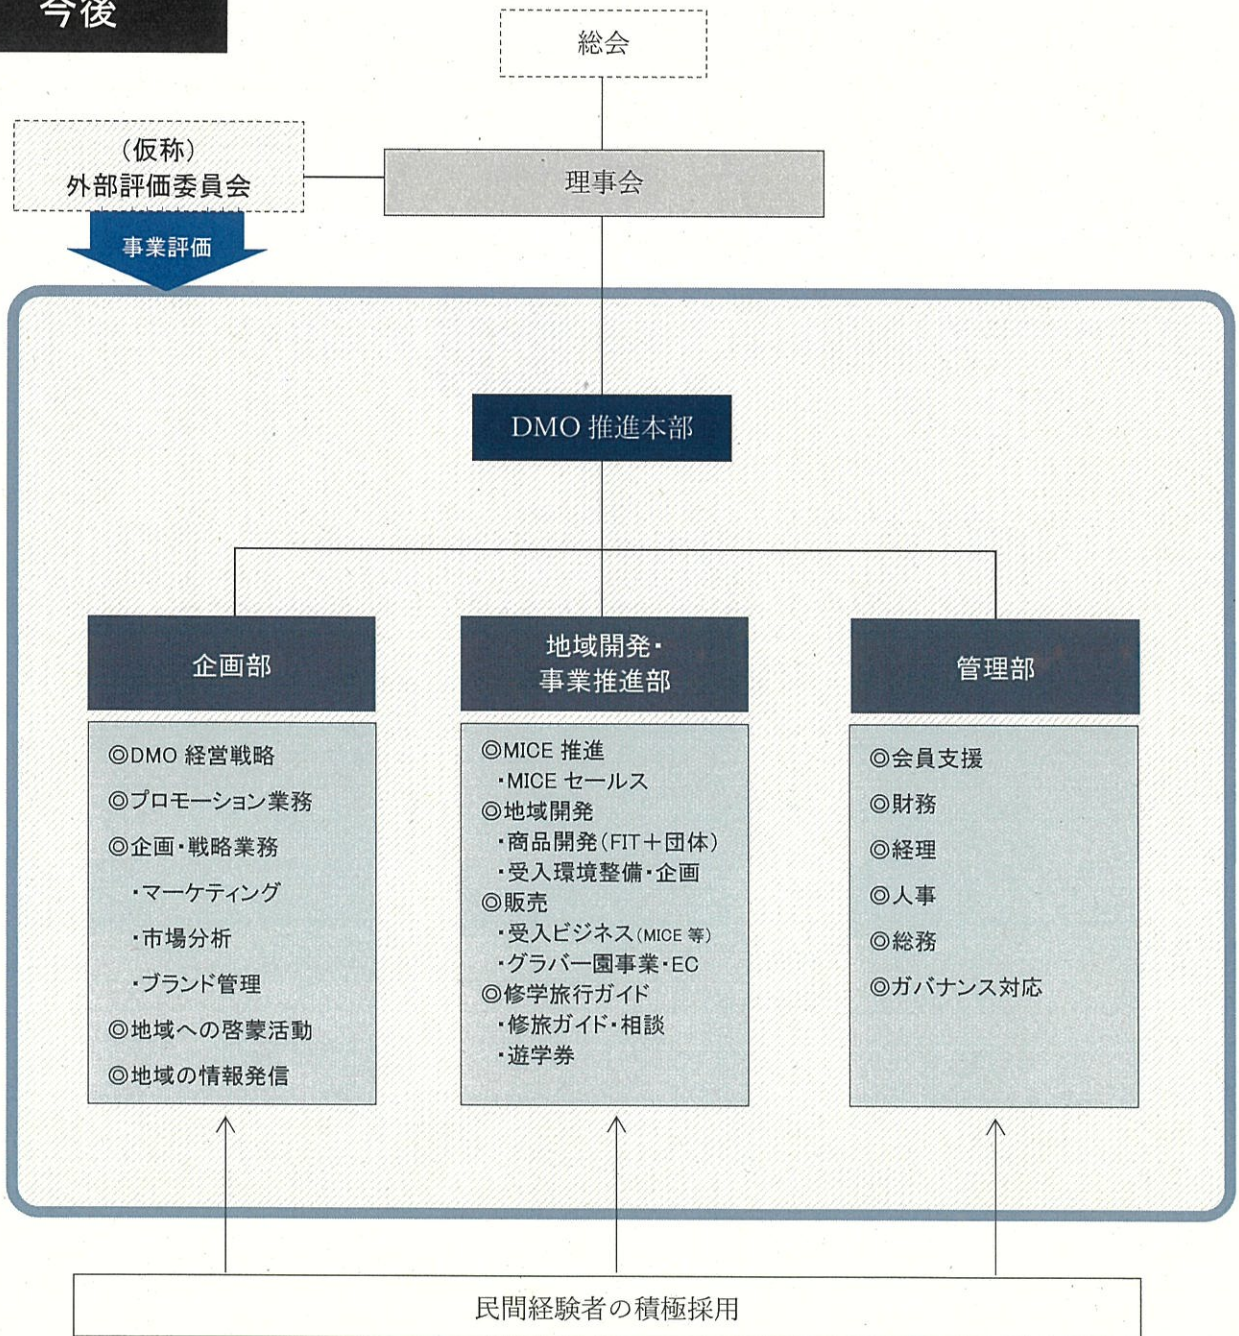 今後
総会
（仮称）
外部評価委員会
理事会
事業評価
DMO 推進本部
企画部
◎DMO 経営戦略
◎プロモーション業務
◎企画・戦略業務
・マーケティング
・市場分析
・ブランド管理
◎地域への啓蒙活動
◎地域の情報発信
地域開発・
事業推進部
◎MICE 推進
・MICE セールス
◎地域開発
・商品開発（FIT＋団体）
・受入環境整備・企画
◎販売
・受入ビジネス（MICE 等）
・グラバー園事業・EC
◎修学旅行ガイド
・修旅ガイド・相談
・遊学券
管理部
◎会員支援
◎財務
◎経理
◎人事
◎総務
◎ガバナンス対応
民間経験者の積極採用